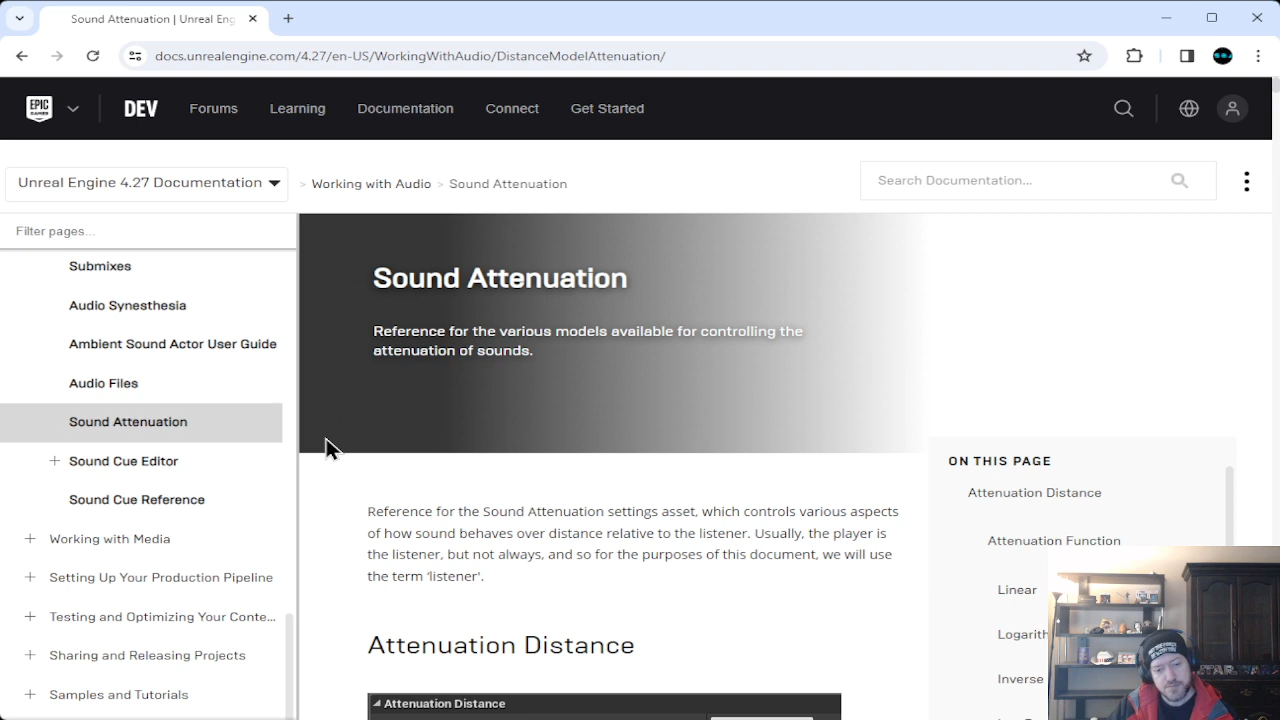 Sound Attenuation | Unreal Eng
docs.unrealengine.com/4.27/en-US/WorkingWithAudio/DistanceModelAttenuation/
EPIC GAMES
DEV
Forums
Learning
Documentation
Connect
Get Started
Unreal Engine 4.27 Documentation
> Working with Audio > Sound Attenuation
Search Documentation...
Filter pages...
Submixes
Audio Synesthesia
Ambient Sound Actor User Guide
Audio Files
Sound Attenuation
+ Sound Cue Editor
Sound Cue Reference
+ Working with Media
+ Setting Up Your Production Pipeline
+ Testing and Optimizing Your Conte...
+ Sharing and Releasing Projects
+ Samples and Tutorials
Sound Attenuation
Reference for the various models available for controlling the
attenuation of sounds.
Reference for the Sound Attenuation settings asset, which controls various aspects
of how sound behaves over distance relative to the listener. Usually, the player is
the listener, but not always, and so for the purposes of this document, we will use
the term 'listener'.
Attenuation Distance
Attenuation Distance
ON THIS PAGE
Attenuation Distance
Attenuation Function
Linear
Logarith
Inverse
STAR WARS